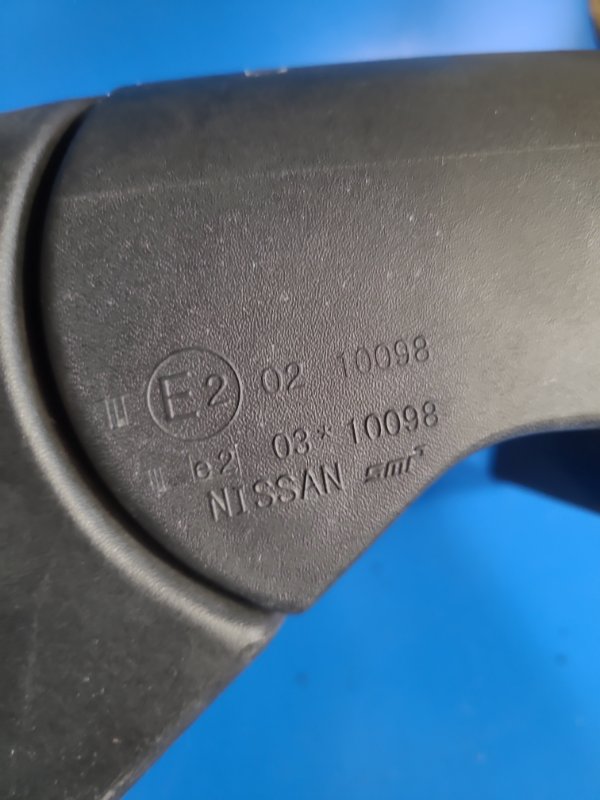 III E2 02 10098
III e2 03*10098
NISSAN smr